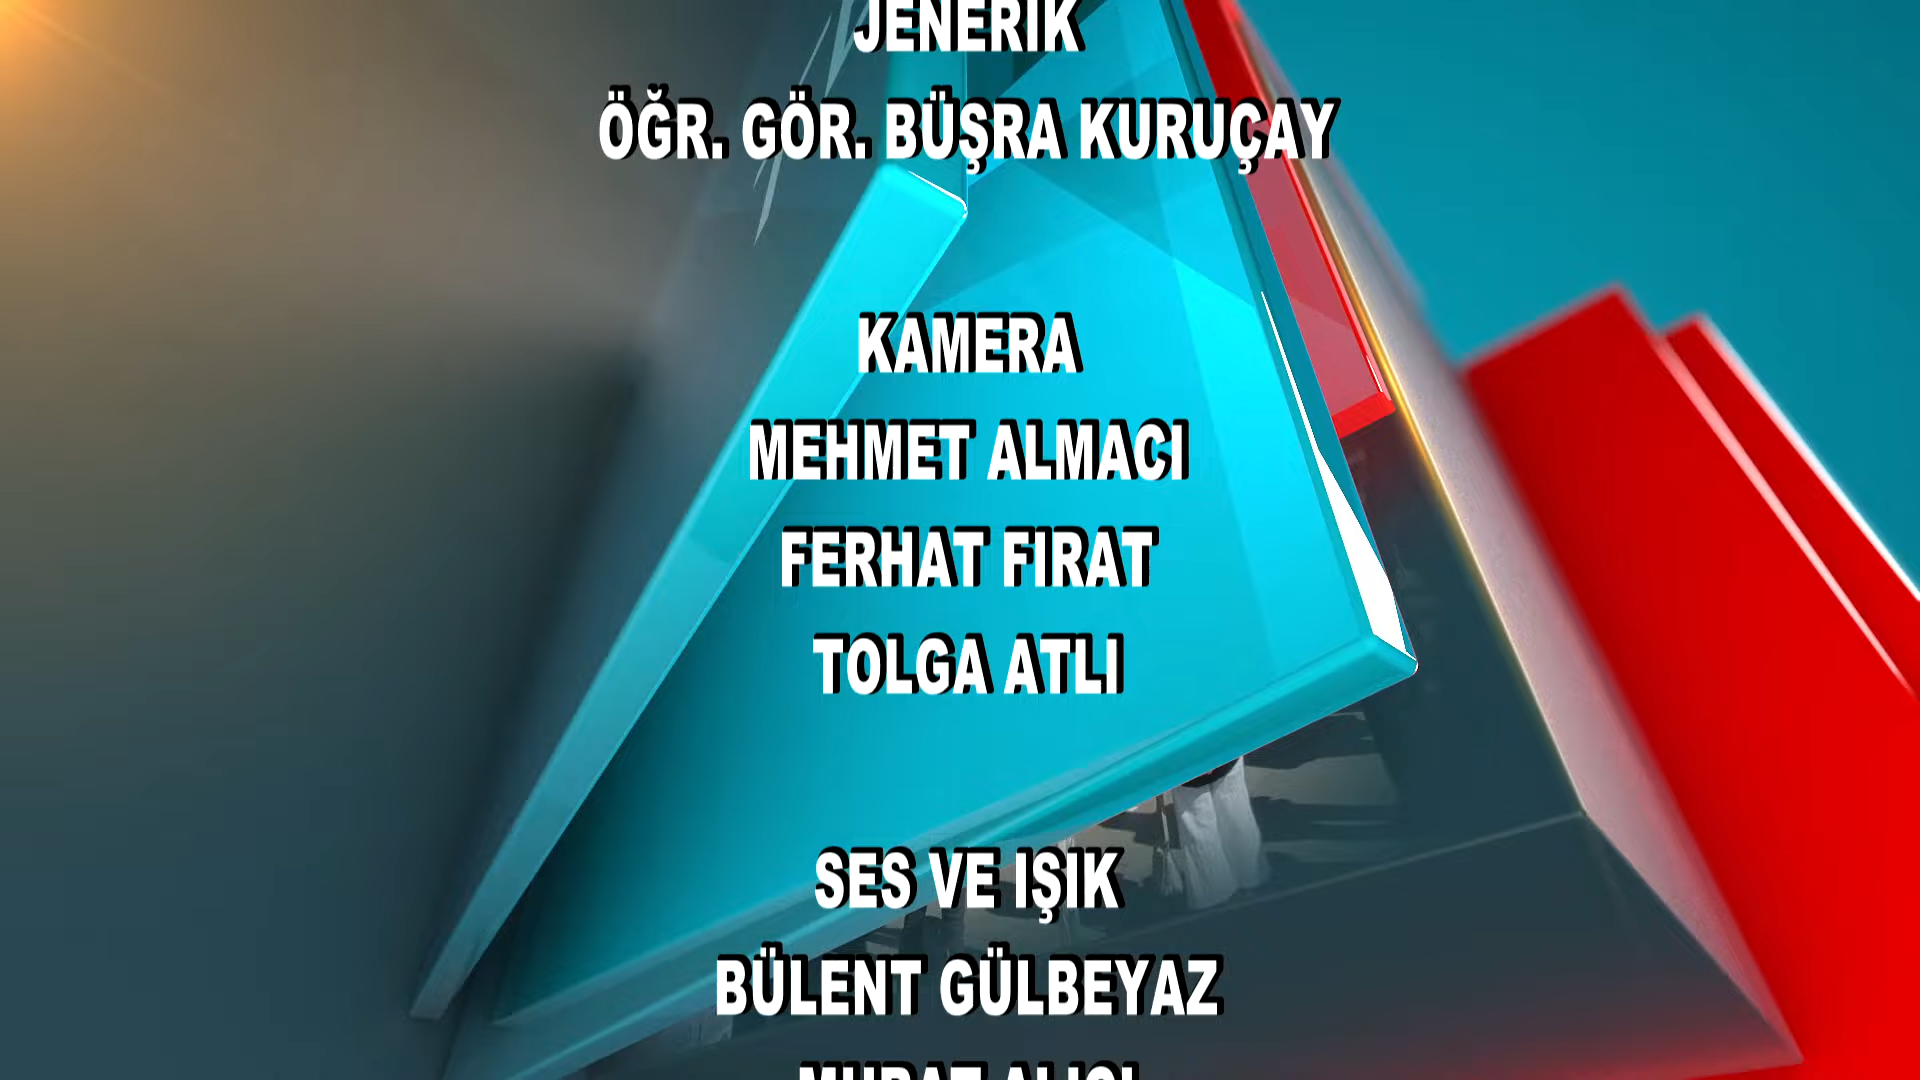 JENERİK
ÖĞR. GÖR. BÜŞRA KURUÇAY
KAMERA
MEHMET ALMACI
FERHAT FIRAT
TOLGA ATLI
SES VE IŞIK
BÜLENT GÜLBEYAZ